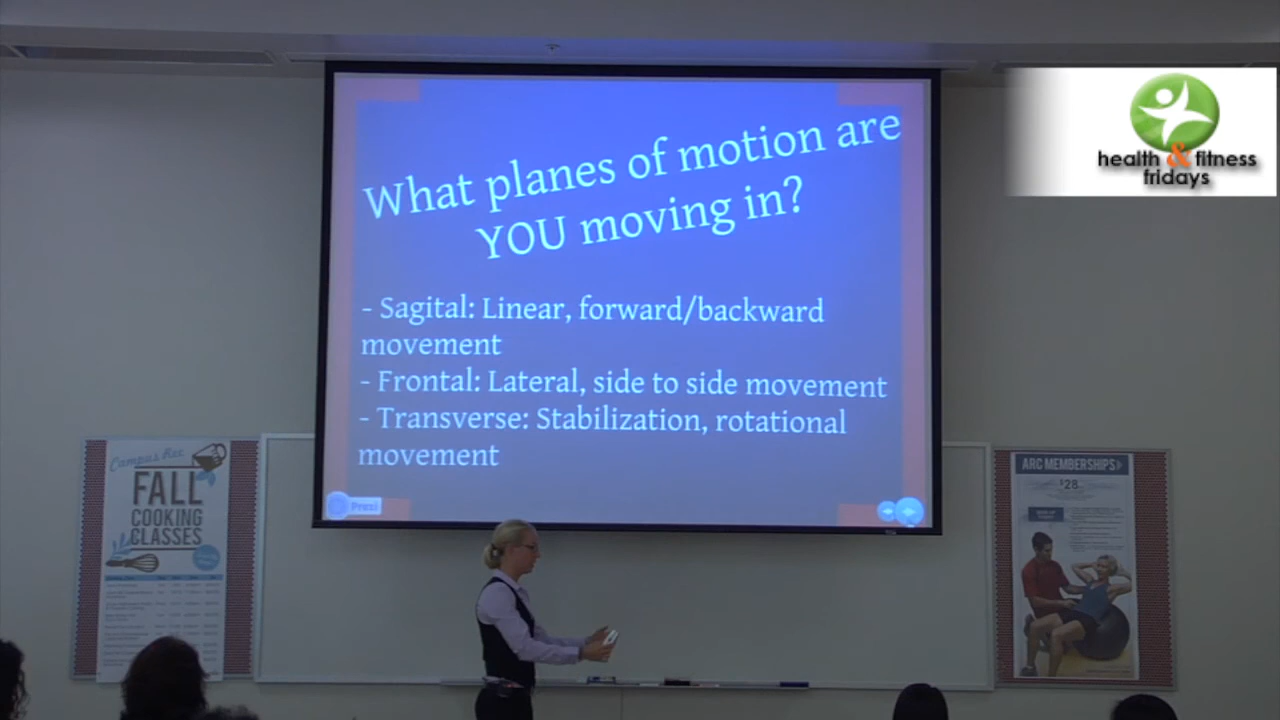 What planes of motion are
YOU moving in?
- Sagital: Linear, forward/backward
movement
- Frontal: Lateral, side to side movement
- Transverse: Stabilization, rotational
movement
Prezi
health & fitness
fridays
Campus Rec
FALL
COOKING
CLASSES
ARC MEMBERSHIPS
$28